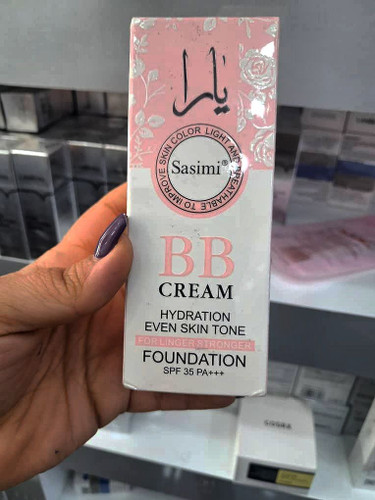 يارا
LIGHT AND BREATHABLE TO IMPROVE SKIN COLOR
Sasimi®
BB
CREAM
HYDRATION
EVEN SKIN TONE
FOR LINGER STRONGER
FOUNDATION
SPF 35 PA+++